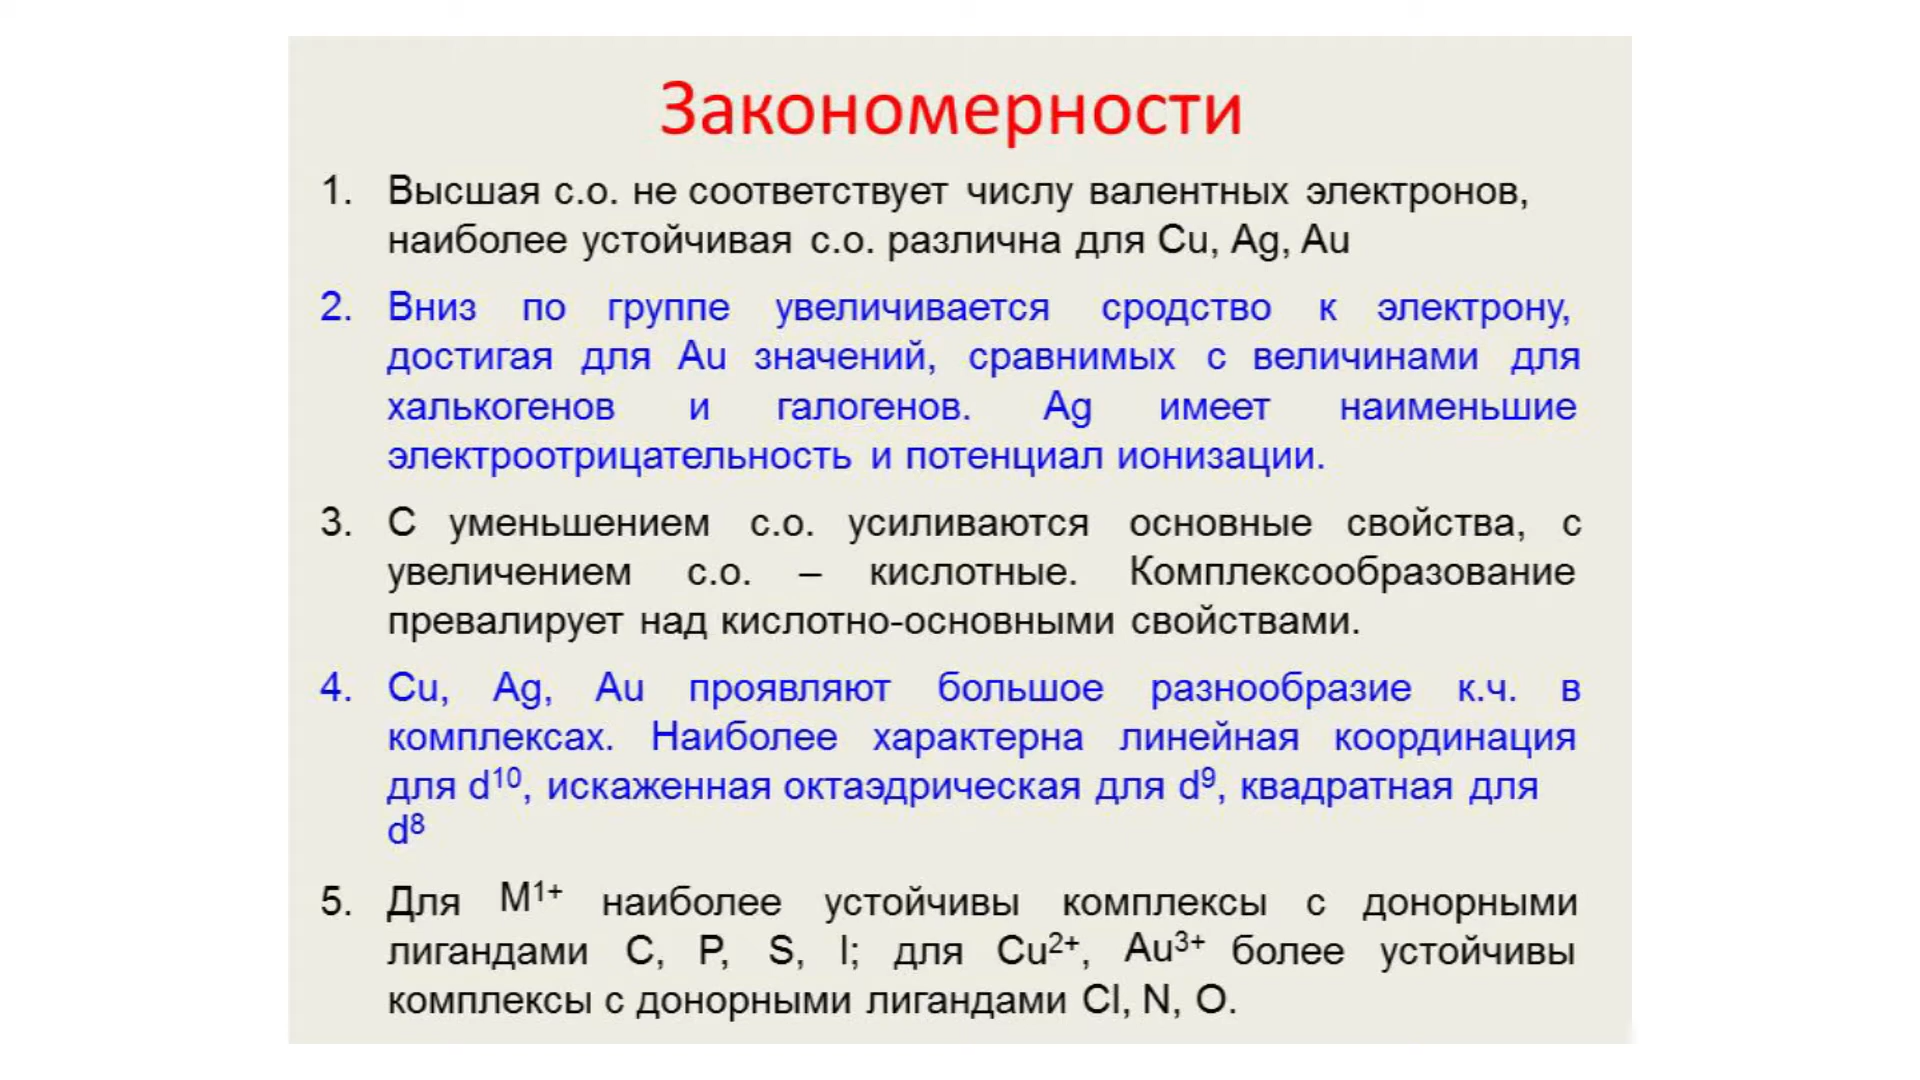 Закономерности
1. Высшая с.о. не соответствует числу валентных электронов,
наиболее устойчивая с.о. различна для Cu, Ag, Au
2. Вниз по группе увеличивается сродство к электрону,
достигая для Au значений, сравнимых с величинами для
халькогенов и галогенов. Ag имеет наименьшие
электроотрицательность и потенциал ионизации.
3. С уменьшением с.о. усиливаются основные свойства, с
увеличением с.о. – кислотные. Комплексообразование
превалирует над кислотно-основными свойствами.
4. Cu, Ag, Au проявляют большое разнообразие к.ч. в
комплексах. Наиболее характерна линейная координация
для d¹⁰, искаженная октаэдрическая для d⁹, квадратная для
d⁸
5. Для M¹⁺ наиболее устойчивы комплексы с донорными
лигандами C, P, S, I; для Cu²⁺, Au³⁺ более устойчивы
комплексы с донорными лигандами Cl, N, O.